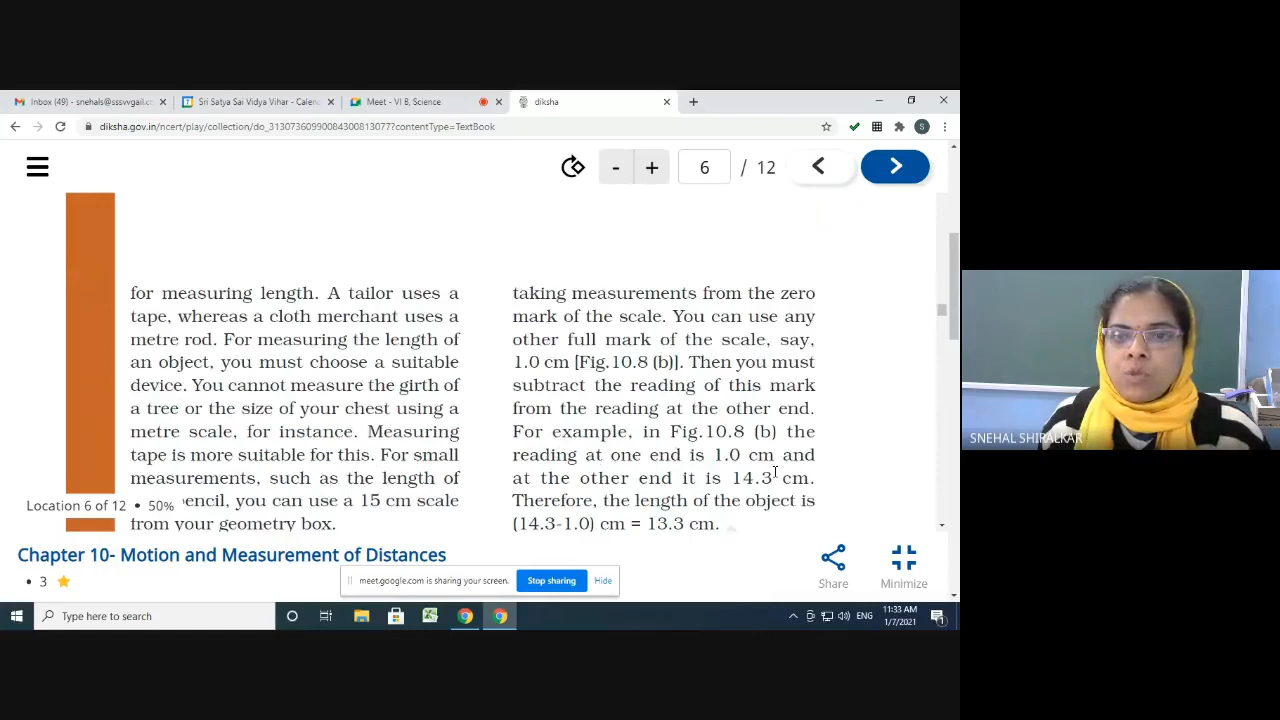 Inbox (49) - snehals@sssvvgail.c
Sri Satya Sai Vidya Vihar - Calen
Meet - VI B, Science
diksha
diksha.gov.in/ncert/play/collection/do_31307360990084300813077?contentType=TextBook
S
- + 6 / 12
for measuring length. A tailor uses a
tape, whereas a cloth merchant uses a
metre rod. For measuring the length of
an object, you must choose a suitable
device. You cannot measure the girth of
a tree or the size of your chest using a
metre scale, for instance. Measuring
tape is more suitable for this. For small
measurements, such as the length of
encil, you can use a 15 cm scale
from your geometry box.
Location 6 of 12 • 50%
taking measurements from the zero
mark of the scale. You can use any
other full mark of the scale, say,
1.0 cm [Fig.10.8 (b)]. Then you must
subtract the reading of this mark
from the reading at the other end.
For example, in Fig.10.8 (b) the
reading at one end is 1.0 cm and
at the other end it is 14.3 cm.
Therefore, the length of the object is
(14.3-1.0) cm = 13.3 cm.
Chapter 10- Motion and Measurement of Distances
• 3
Share
Minimize
meet.google.com is sharing your screen.
Stop sharing
Hide
Type here to search
ENG
11:33 AM
1/7/2021
1
SNEHAL SHIRALKAR